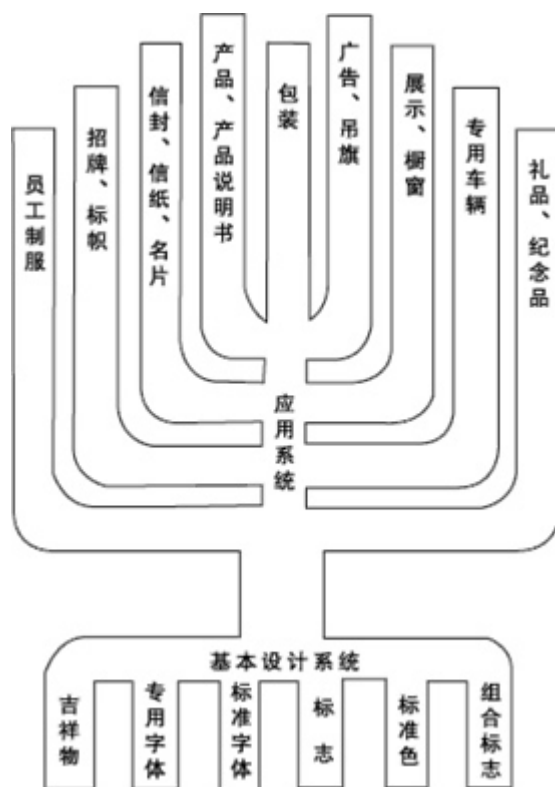 员工制服
招牌、标帜
信封、信纸、名片
产品、产品说明书
包装
广告、吊旗
展示、橱窗
专用车辆
礼品、纪念品
应用系统
基本设计系统
吉祥物
专用字体
标准字体
标志
标准色
组合标志